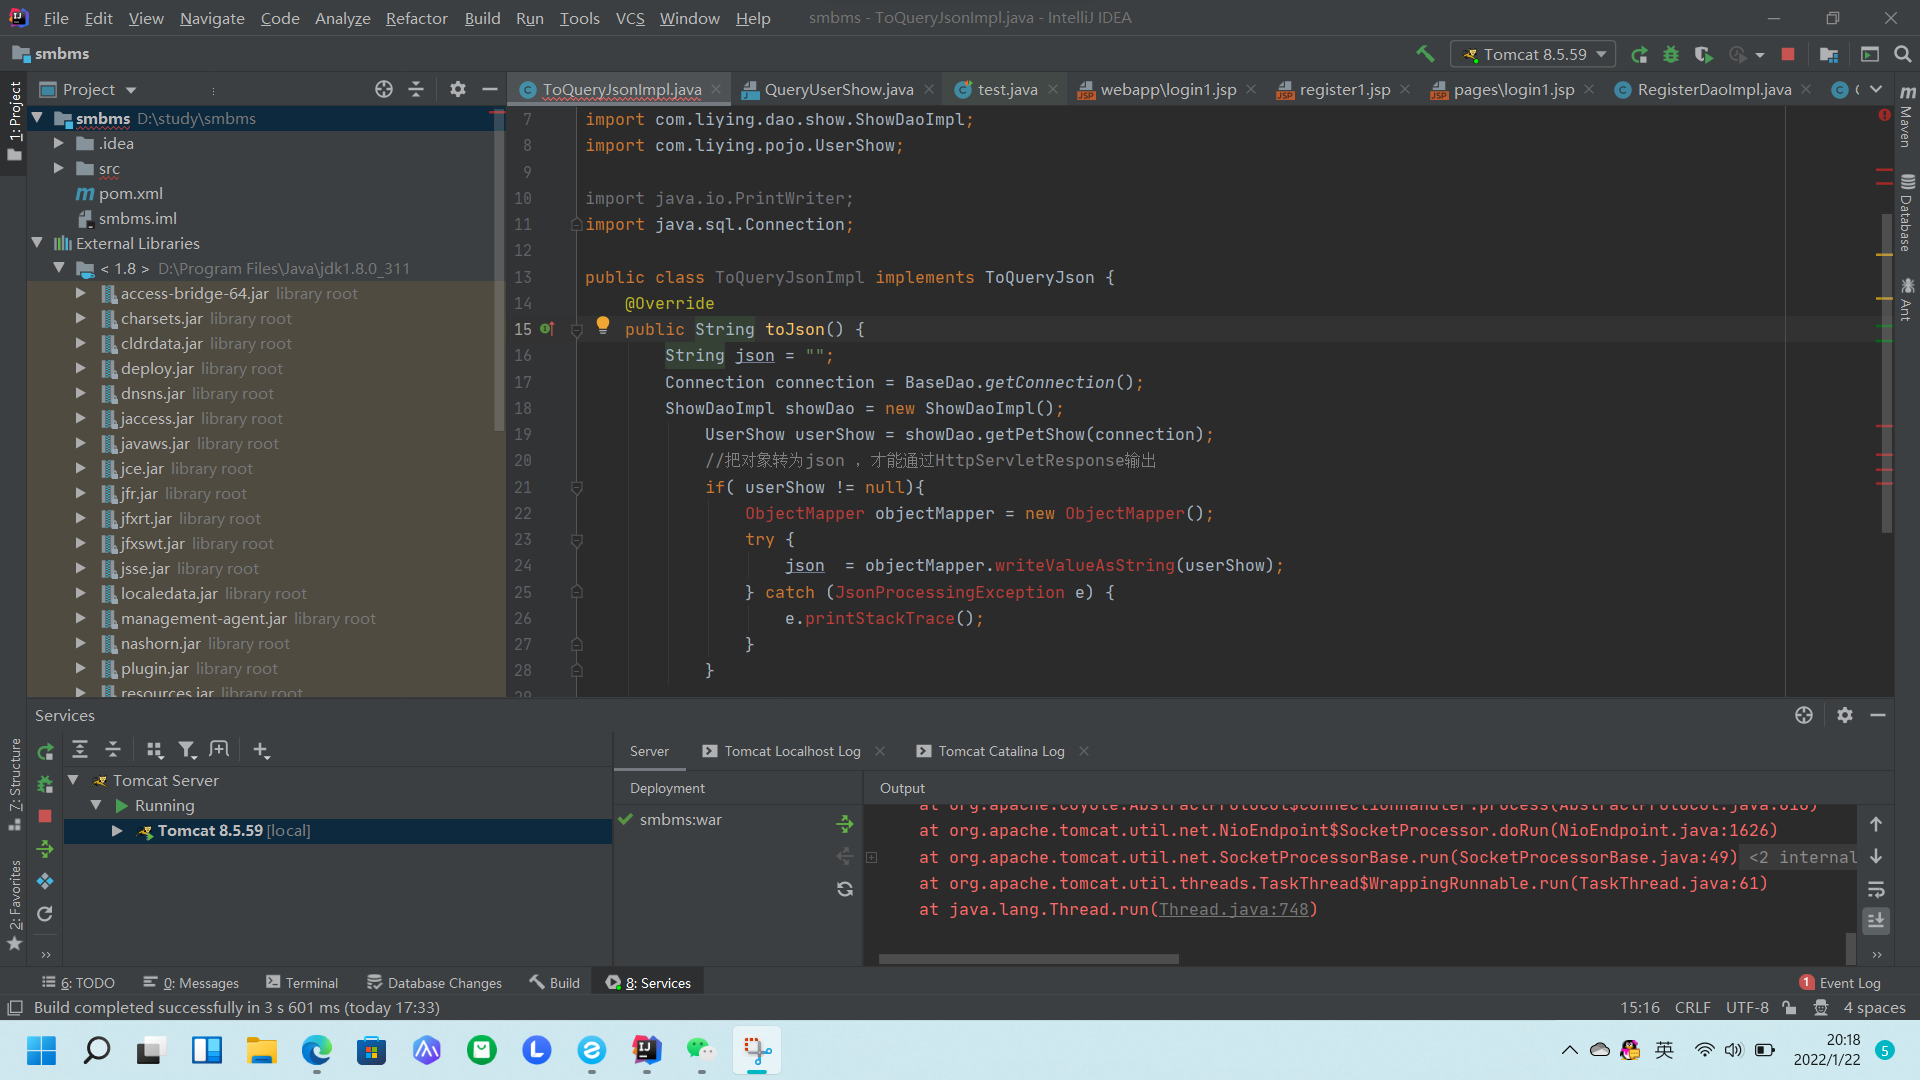 File Edit View Navigate Code Analyze Refactor Build Run Tools VCS Window Help smbms - ToQueryJsonImpl.java - IntelliJ IDEA
smbms
Tomcat 8.5.59
Project
ToQueryJsonImpl.java QueryUserShow.java test.java webapp\login1.jsp register1.jsp pages\login1.jsp RegisterDaoImpl.java
1: Project
smbms D:\study\smbms
.idea
src
pom.xml
smbms.iml
External Libraries
< 1.8 > D:\Program Files\Java\jdk1.8.0_311
access-bridge-64.jar library root
charsets.jar library root
cldrdata.jar library root
deploy.jar library root
dnsns.jar library root
jaccess.jar library root
javaws.jar library root
jce.jar library root
jfr.jar library root
jfxrt.jar library root
jfxswt.jar library root
jsse.jar library root
localedata.jar library root
management-agent.jar library root
nashorn.jar library root
plugin.jar library root
resources.jar library root
7 import com.liying.dao.show.ShowDaoImpl;
8 import com.liying.pojo.UserShow;
9
10 import java.io.PrintWriter;
11 import java.sql.Connection;
12
13 public class ToQueryJsonImpl implements ToQueryJson {
14 @Override
15 public String toJson() {
16 String json = "";
17 Connection connection = BaseDao.getConnection();
18 ShowDaoImpl showDao = new ShowDaoImpl();
19 UserShow userShow = showDao.getPetShow(connection);
20 //把对象转为json ，才能通过HttpServletResponse输出
21 if( userShow != null){
22 ObjectMapper objectMapper = new ObjectMapper();
23 try {
24 json = objectMapper.writeValueAsString(userShow);
25 } catch (JsonProcessingException e) {
26 e.printStackTrace();
27 }
28 }
29
Maven
Database
Ant
Services
7: Structure
2: Favorites
Tomcat Server
Running
Tomcat 8.5.59 [local]
Server Tomcat Localhost Log Tomcat Catalina Log
Deployment
smbms:war
Output
at org.apache.coyote.AbstractProtocol$ConnectionHandler.process(AbstractProtocol.java:818)
at org.apache.tomcat.util.net.NioEndpoint$SocketProcessor.doRun(NioEndpoint.java:1626)
at org.apache.tomcat.util.net.SocketProcessorBase.run(SocketProcessorBase.java:49) <2 internal
at org.apache.tomcat.util.threads.TaskThread$WrappingRunnable.run(TaskThread.java:61)
at java.lang.Thread.run(Thread.java:748)
6: TODO 0: Messages Terminal Database Changes Build 8: Services 1 Event Log
Build completed successfully in 3 s 601 ms (today 17:33) 15:16 CRLF UTF-8 4 spaces
英
20:18
2022/1/22
5